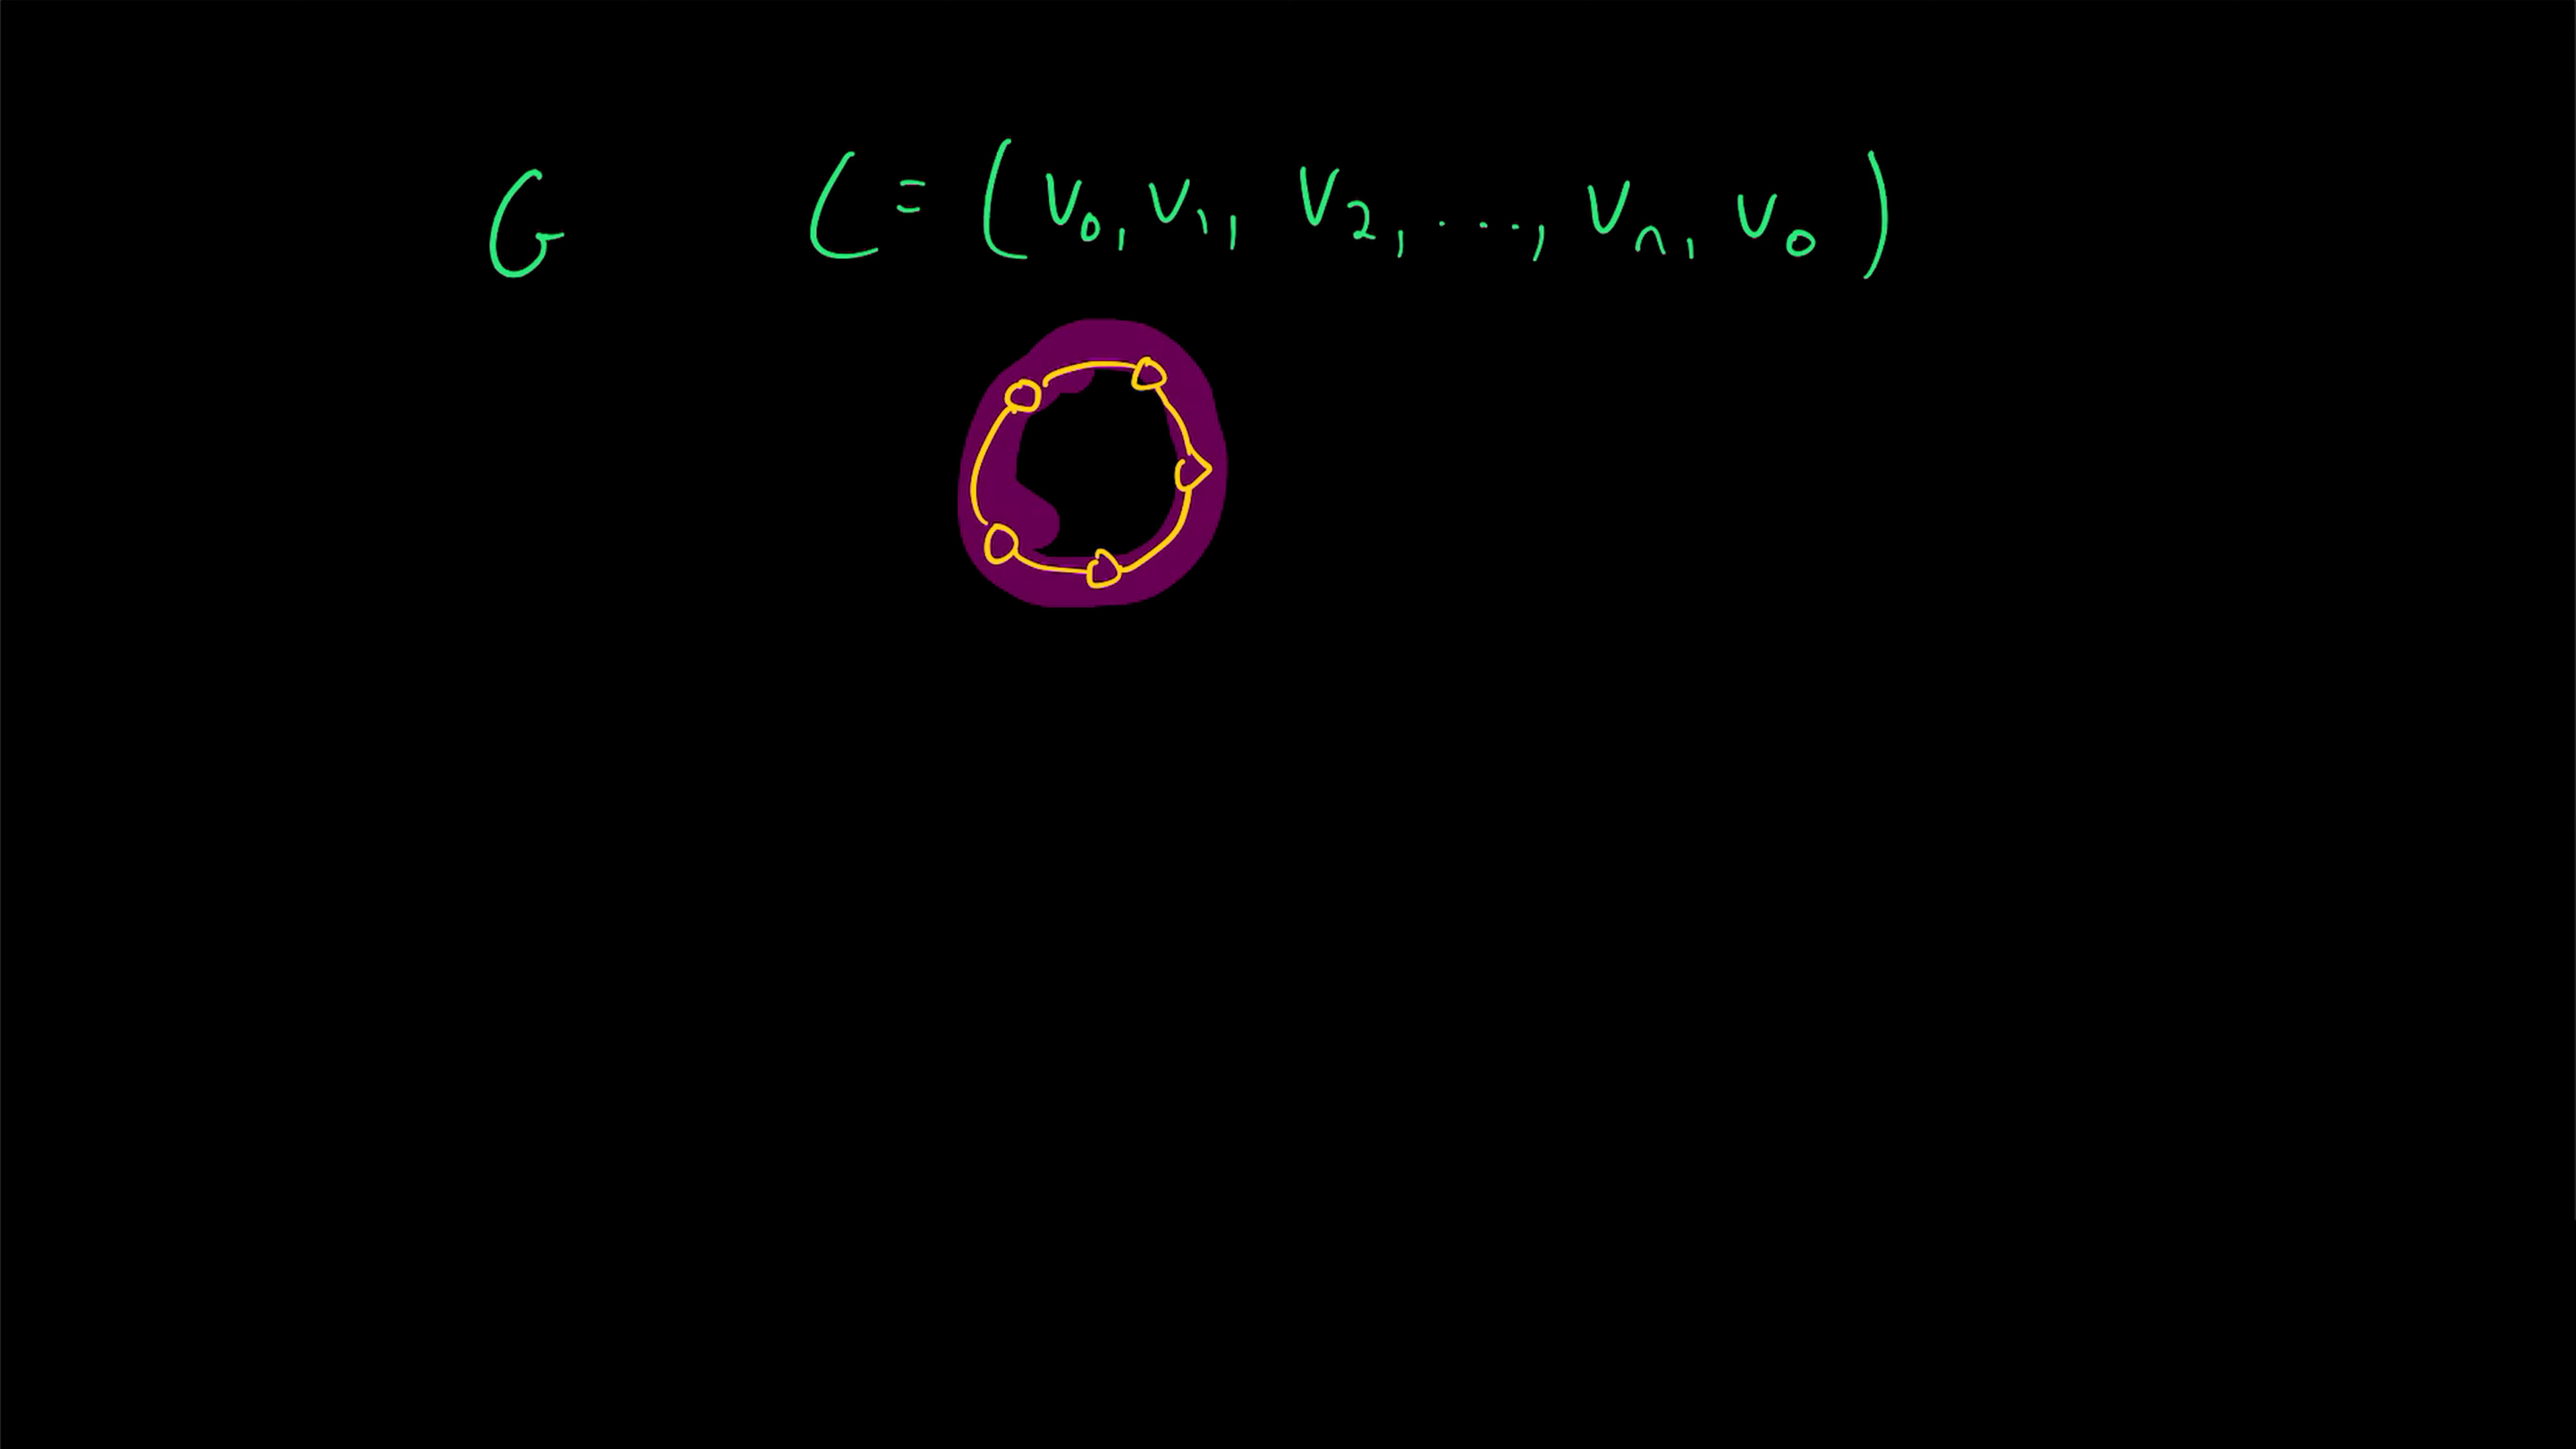 G C = (v₀, v₁, v₂, ..., vₙ, v₀)